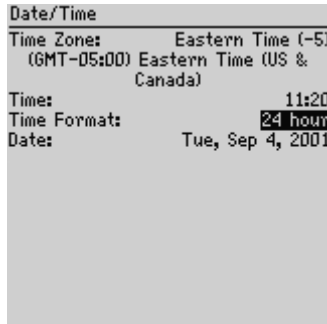 Date/Time
Time Zone: Eastern Time (-5)
(GMT-05:00) Eastern Time (US &
Canada)
Time: 11:20
Time Format: 24 hour
Date: Tue, Sep 4, 2001